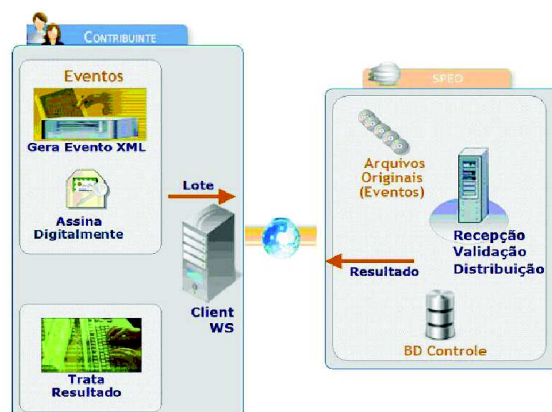 CONTRIBUINTE
Eventos
Gera Evento XML
Assina
Digitalmente
Lote
Client
WS
Trata
Resultado
SPED
Arquivos
Originais
(Eventos)
Recepção
Validação
Distribuição
Resultado
BD Controle